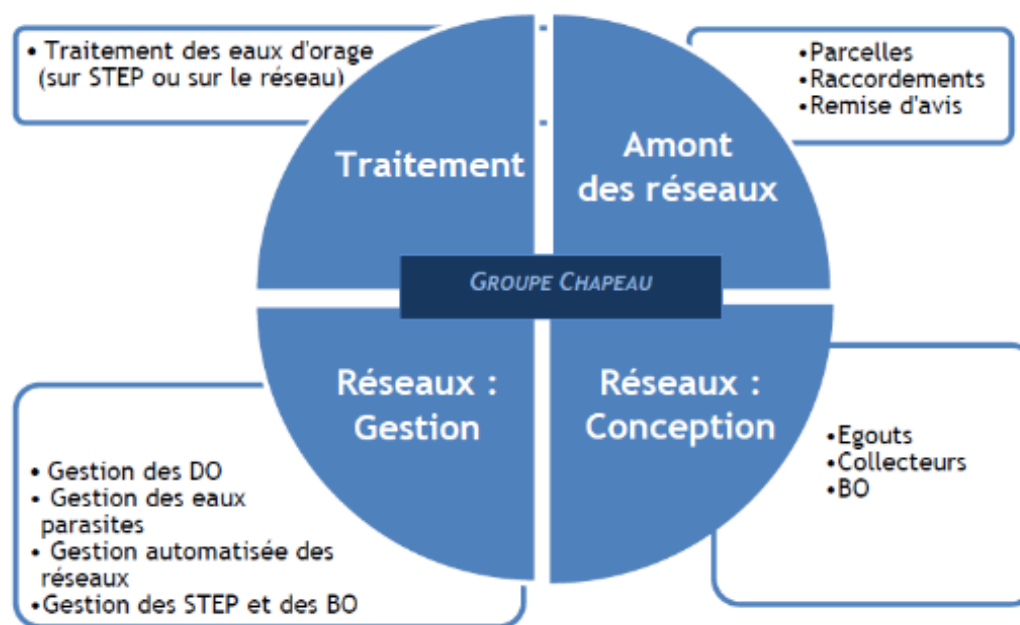 • Traitement des eaux d'orage
(sur STEP ou sur le réseau)
Traitement
Amont
des réseaux
•Parcelles
•Raccordements
•Remise d'avis
GROUPE CHAPEAU
Réseaux :
Gestion
Réseaux :
Conception
• Gestion des DO
• Gestion des eaux
parasites
• Gestion automatisée des
réseaux
•Gestion des STEP et des BO
•Egouts
•Collecteurs
•BO